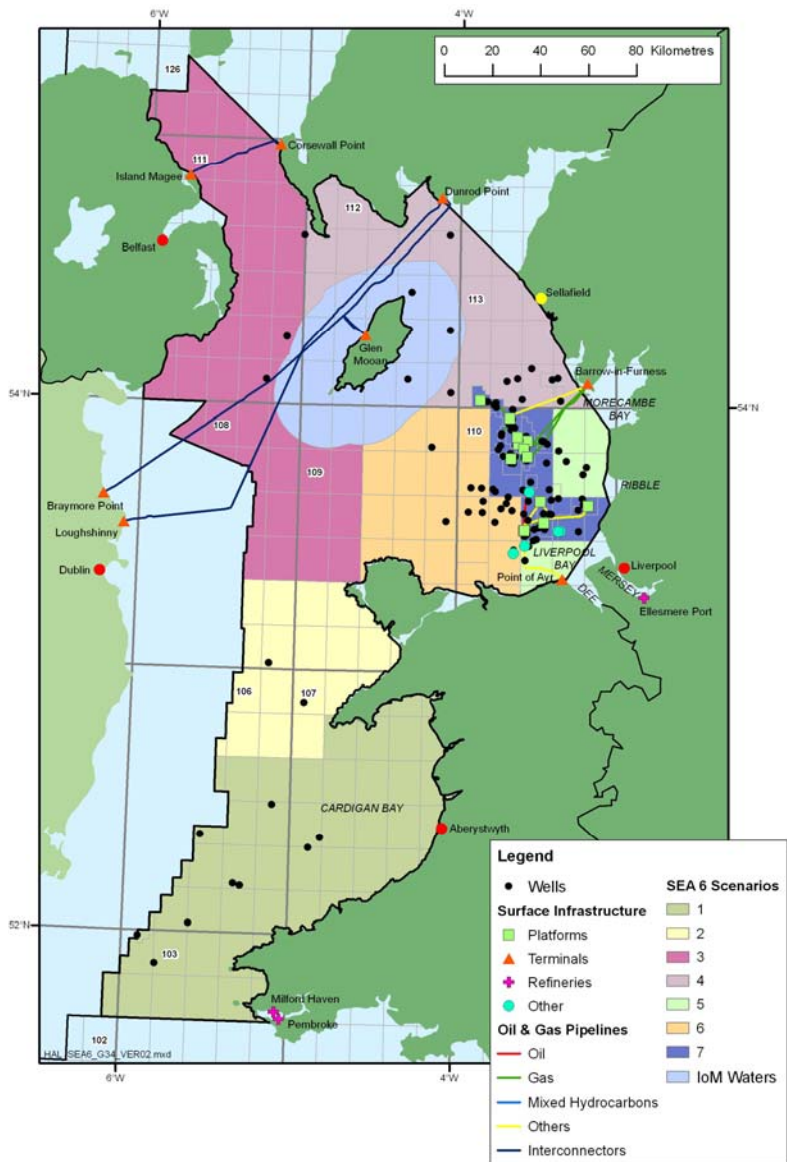 6°W
4°W
0 20 40 60 80 Kilometres
126
Corsewall Point
111
Island Magee
Dunrod Point
112
Belfast
113
Sellafield
Glen
Mooan
Barrow-in-Furness
54°N
54°N
MORECAMBE
BAY
108
110
109
RIBBLE
Braymore Point
Loughshinny
LIVERPOOL
BAY
Dublin
Liverpool
Point of Ayr
MERSEY
DEE
Ellesmere Port
106
107
CARDIGAN BAY
Aberystwyth
52°N
103
Milford Haven
Pembroke
102
HAL_SEA6_G34_VER02.mxd
6°W
4°W
Legend
Wells
Surface Infrastructure
Platforms
Terminals
Refineries
Other
Oil & Gas Pipelines
Oil
Gas
Mixed Hydrocarbons
Others
Interconnectors
SEA 6 Scenarios
1
2
3
4
5
6
7
IoM Waters